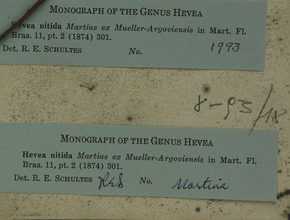 MONOGRAPH OF THE GENUS HEVEA
Hevea nitida Martius ex Mueller-Argoviensis in Mart. Fl.
Bras. 11, pt. 2 (1874) 301.
Det. R. E. SCHULTES No. 1993
8-93/18
MONOGRAPH OF THE GENUS HEVEA
Hevea nitida Martius ex Mueller-Argoviensis in Mart. Fl.
Bras. 11, pt. 2 (1874) 301.
Det. R. E. SCHULTES RES No. Martius